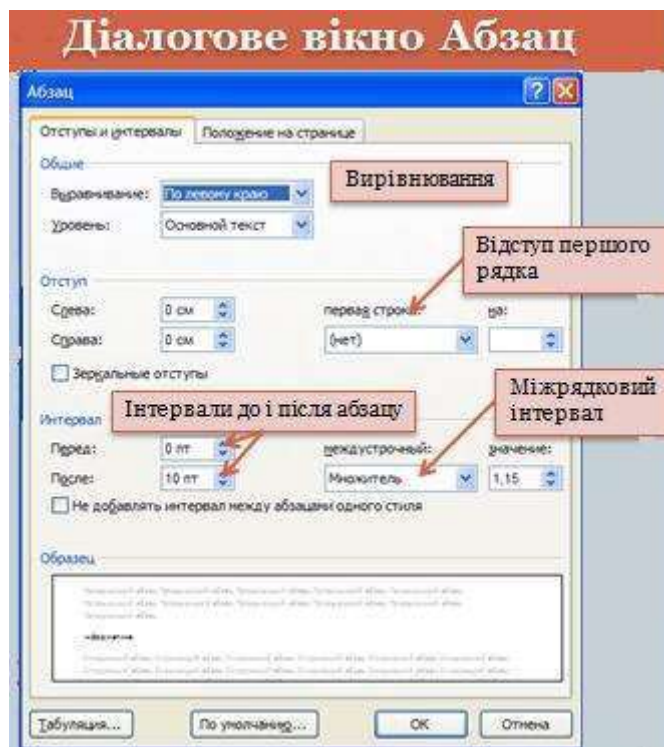 Діалогове вікно Абзац
Абзац
Отступы и интервалы Положение на странице
Общие
Выравнивание: По левому краю
Вирівнювання
Уровень: Основной текст
Відступ першого
рядка
Отступ
Слева: 0 см первая строка: на:
Справа: 0 см (нет)
Зеркальные отступы
Міжрядковий
інтервал
Інтервали до і після абзацу
Интервал
Перед: 0 пт междустрочный: значение:
После: 10 пт Множитель 1,15
Не добавлять интервал между абзацами одного стиля
Образец
Табуляция... По умолчанию... ОК Отмена